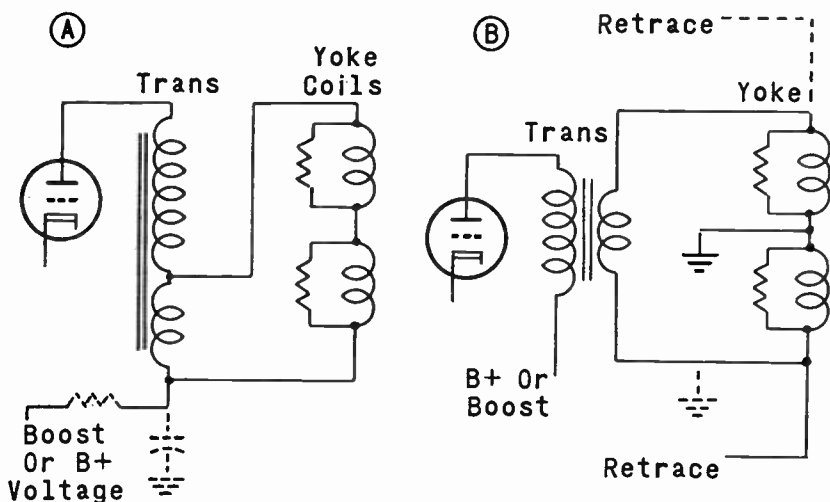 A
Trans
Yoke
Coils
Boost
Or B+
Voltage
B
Retrace
Yoke
Trans
B+ Or
Boost
Retrace